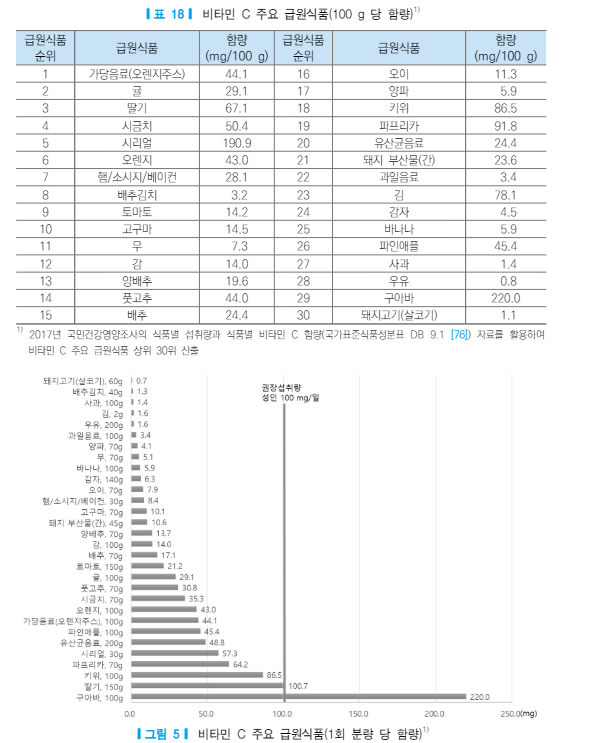 ┃표 18┃ 비타민 C 주요 급원식품(100 g 당 함량)1)
급원식품 순위 급원식품 함량 (mg/100 g) 급원식품 순위 급원식품 함량 (mg/100 g)
1 가당음료(오렌지주스) 44.1 16 오이 11.3
2 귤 29.1 17 양파 5.9
3 딸기 67.1 18 키위 86.5
4 시금치 50.4 19 파프리카 91.8
5 시리얼 190.9 20 유산균음료 24.4
6 오렌지 43.0 21 돼지 부산물(간) 23.6
7 햄/소시지/베이컨 28.1 22 과일음료 3.4
8 배추김치 3.2 23 김 78.1
9 토마토 14.2 24 감자 4.5
10 고구마 14.5 25 바나나 5.9
11 무 7.3 26 파인애플 45.4
12 감 14.0 27 사과 1.4
13 양배추 19.6 28 우유 0.8
14 풋고추 44.0 29 구아바 220.0
15 배추 24.4 30 돼지고기(살코기) 1.1
1) 2017년 국민건강영양조사의 식품별 섭취량과 식품별 비타민 C 함량(국가표준식품성분표 DB 9.1 [76]) 자료를 활용하여
비타민 C 주요 급원식품 상위 30위 산출
돼지고기(살코기), 60g 0.7
배추김치, 40g 1.3
사과, 100g 1.4
김, 2g 1.6
우유, 200g 1.6
과일음료, 100g 3.4
양파, 70g 4.1
무, 70g 5.1
바나나, 100g 5.9
감자, 140g 6.3
오이, 70g 7.9
햄/소시지/베이컨, 30g 8.4
고구마, 70g 10.1
돼지 부산물(간), 45g 10.6
양배추, 70g 13.7
감, 100g 14.0
배추, 70g 17.1
토마토, 150g 21.2
귤, 100g 29.1
풋고추, 70g 30.8
시금치, 70g 35.3
오렌지, 100g 43.0
가당음료(오렌지주스), 100g 44.1
파인애플, 100g 45.4
유산균음료, 200g 48.8
시리얼, 30g 57.3
파프리카, 70g 64.2
키위, 100g 86.5
딸기, 150g 100.7
구아바, 100g 220.0
권장섭취량
성인 100 mg/일
0.0 50.0 100.0 150.0 200.0 250.0(mg)
┃그림 5┃ 비타민 C 주요 급원식품(1회 분량 당 함량)1)